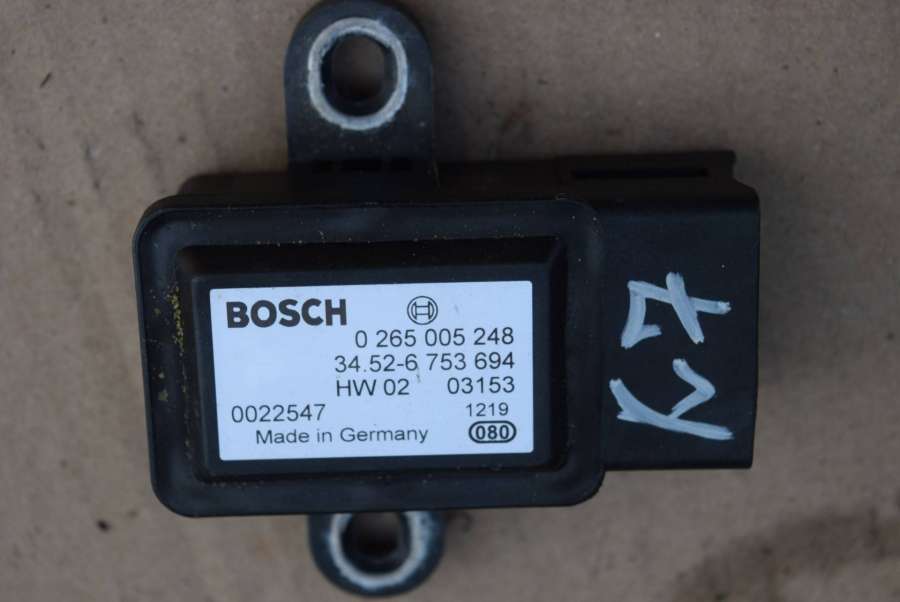 BOSCH
0 265 005 248
34.52-6 753 694
HW 02 03153
0022547 1219
Made in Germany 080